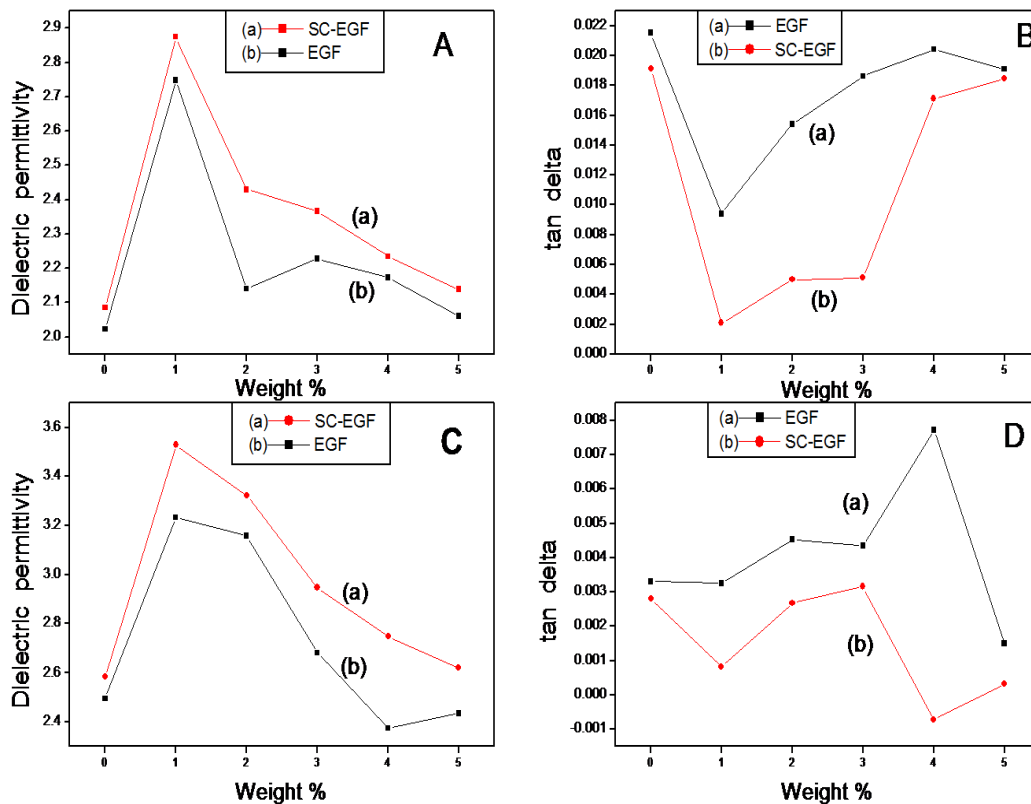 A
(a) SC-EGF
(b) EGF
Dielectric permittivity
2.9
2.8
2.7
2.6
2.5
2.4
2.3
2.2
2.1
2.0
(a)
(b)
0 1 2 3 4 5
Weight %
B
(a) EGF
(b) SC-EGF
tan delta
0.022
0.020
0.018
0.016
0.014
0.012
0.010
0.008
0.006
0.004
0.002
0.000
(a)
(b)
0 1 2 3 4 5
Weight %
C
(a) SC-EGF
(b) EGF
Dielectric permittivity
3.6
3.4
3.2
3.0
2.8
2.6
2.4
(a)
(b)
0 1 2 3 4 5
Weight %
D
(a) EGF
(b) SC-EGF
tan delta
0.008
0.007
0.006
0.005
0.004
0.003
0.002
0.001
0.000
-0.001
(a)
(b)
0 1 2 3 4 5
Weight %